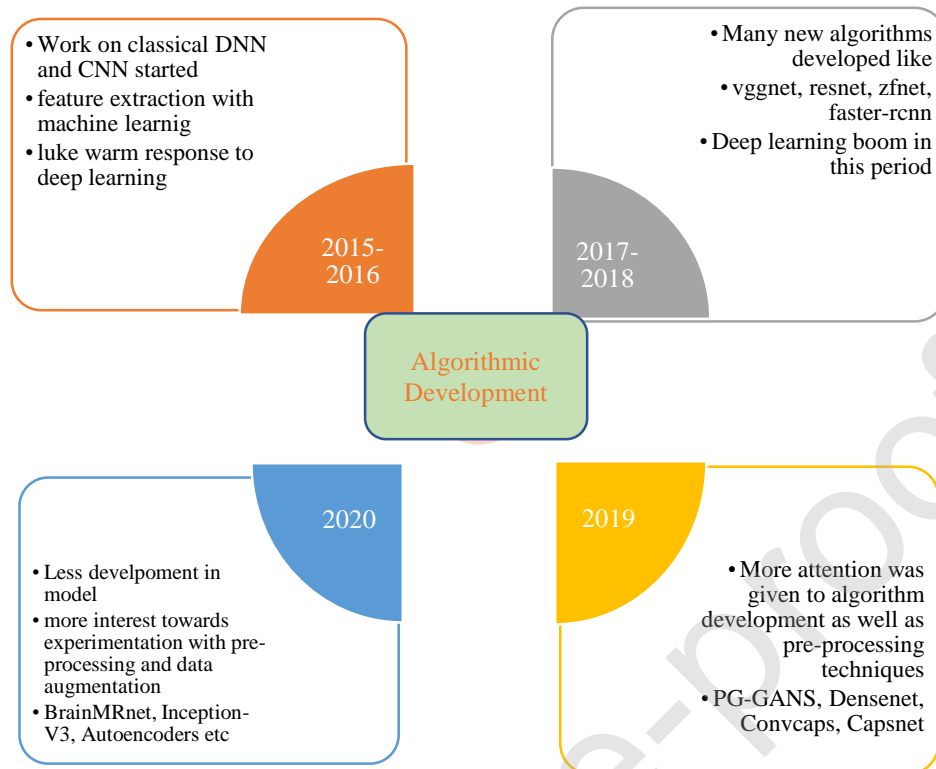 • Work on classical DNN
and CNN started
• feature extraction with
machine learnig
• luke warm response to
deep learning
2015-
2016
• Many new algorithms
developed like
• vggnet, resnet, zfnet,
faster-rcnn
• Deep learning boom in
this period
2017-
2018
Algorithmic
Development
2020
• Less develpoment in
model
• more interest towards
experimentation with pre-
processing and data
augmentation
• BrainMRnet, Inception-
V3, Autoencoders etc
2019
• More attention was
given to algorithm
development as well as
pre-processing
techniques
• PG-GANS, Densenet,
Convcaps, Capsnet
e-proof